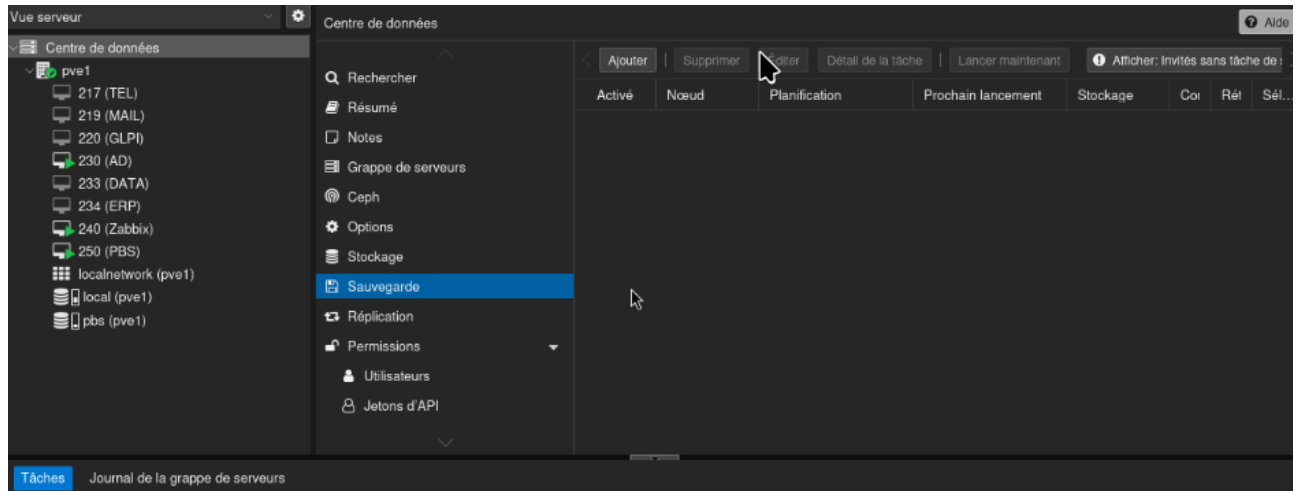 Vue serveur
Centre de données
pve1
217 (TEL)
219 (MAIL)
220 (GLPI)
230 (AD)
233 (DATA)
234 (ERP)
240 (Zabbix)
250 (PBS)
localnetwork (pve1)
local (pve1)
pbs (pve1)
Centre de données
Aide
Rechercher
Résumé
Notes
Grappe de serveurs
Ceph
Options
Stockage
Sauvegarde
Réplication
Permissions
Utilisateurs
Jetons d'API
Ajouter Supprimer Éditer Détail de la tâche Lancer maintenant Afficher: Invités sans tâche de
Activé Nœud Planification Prochain lancement Stockage Sél...
Tâches Journal de la grappe de serveurs